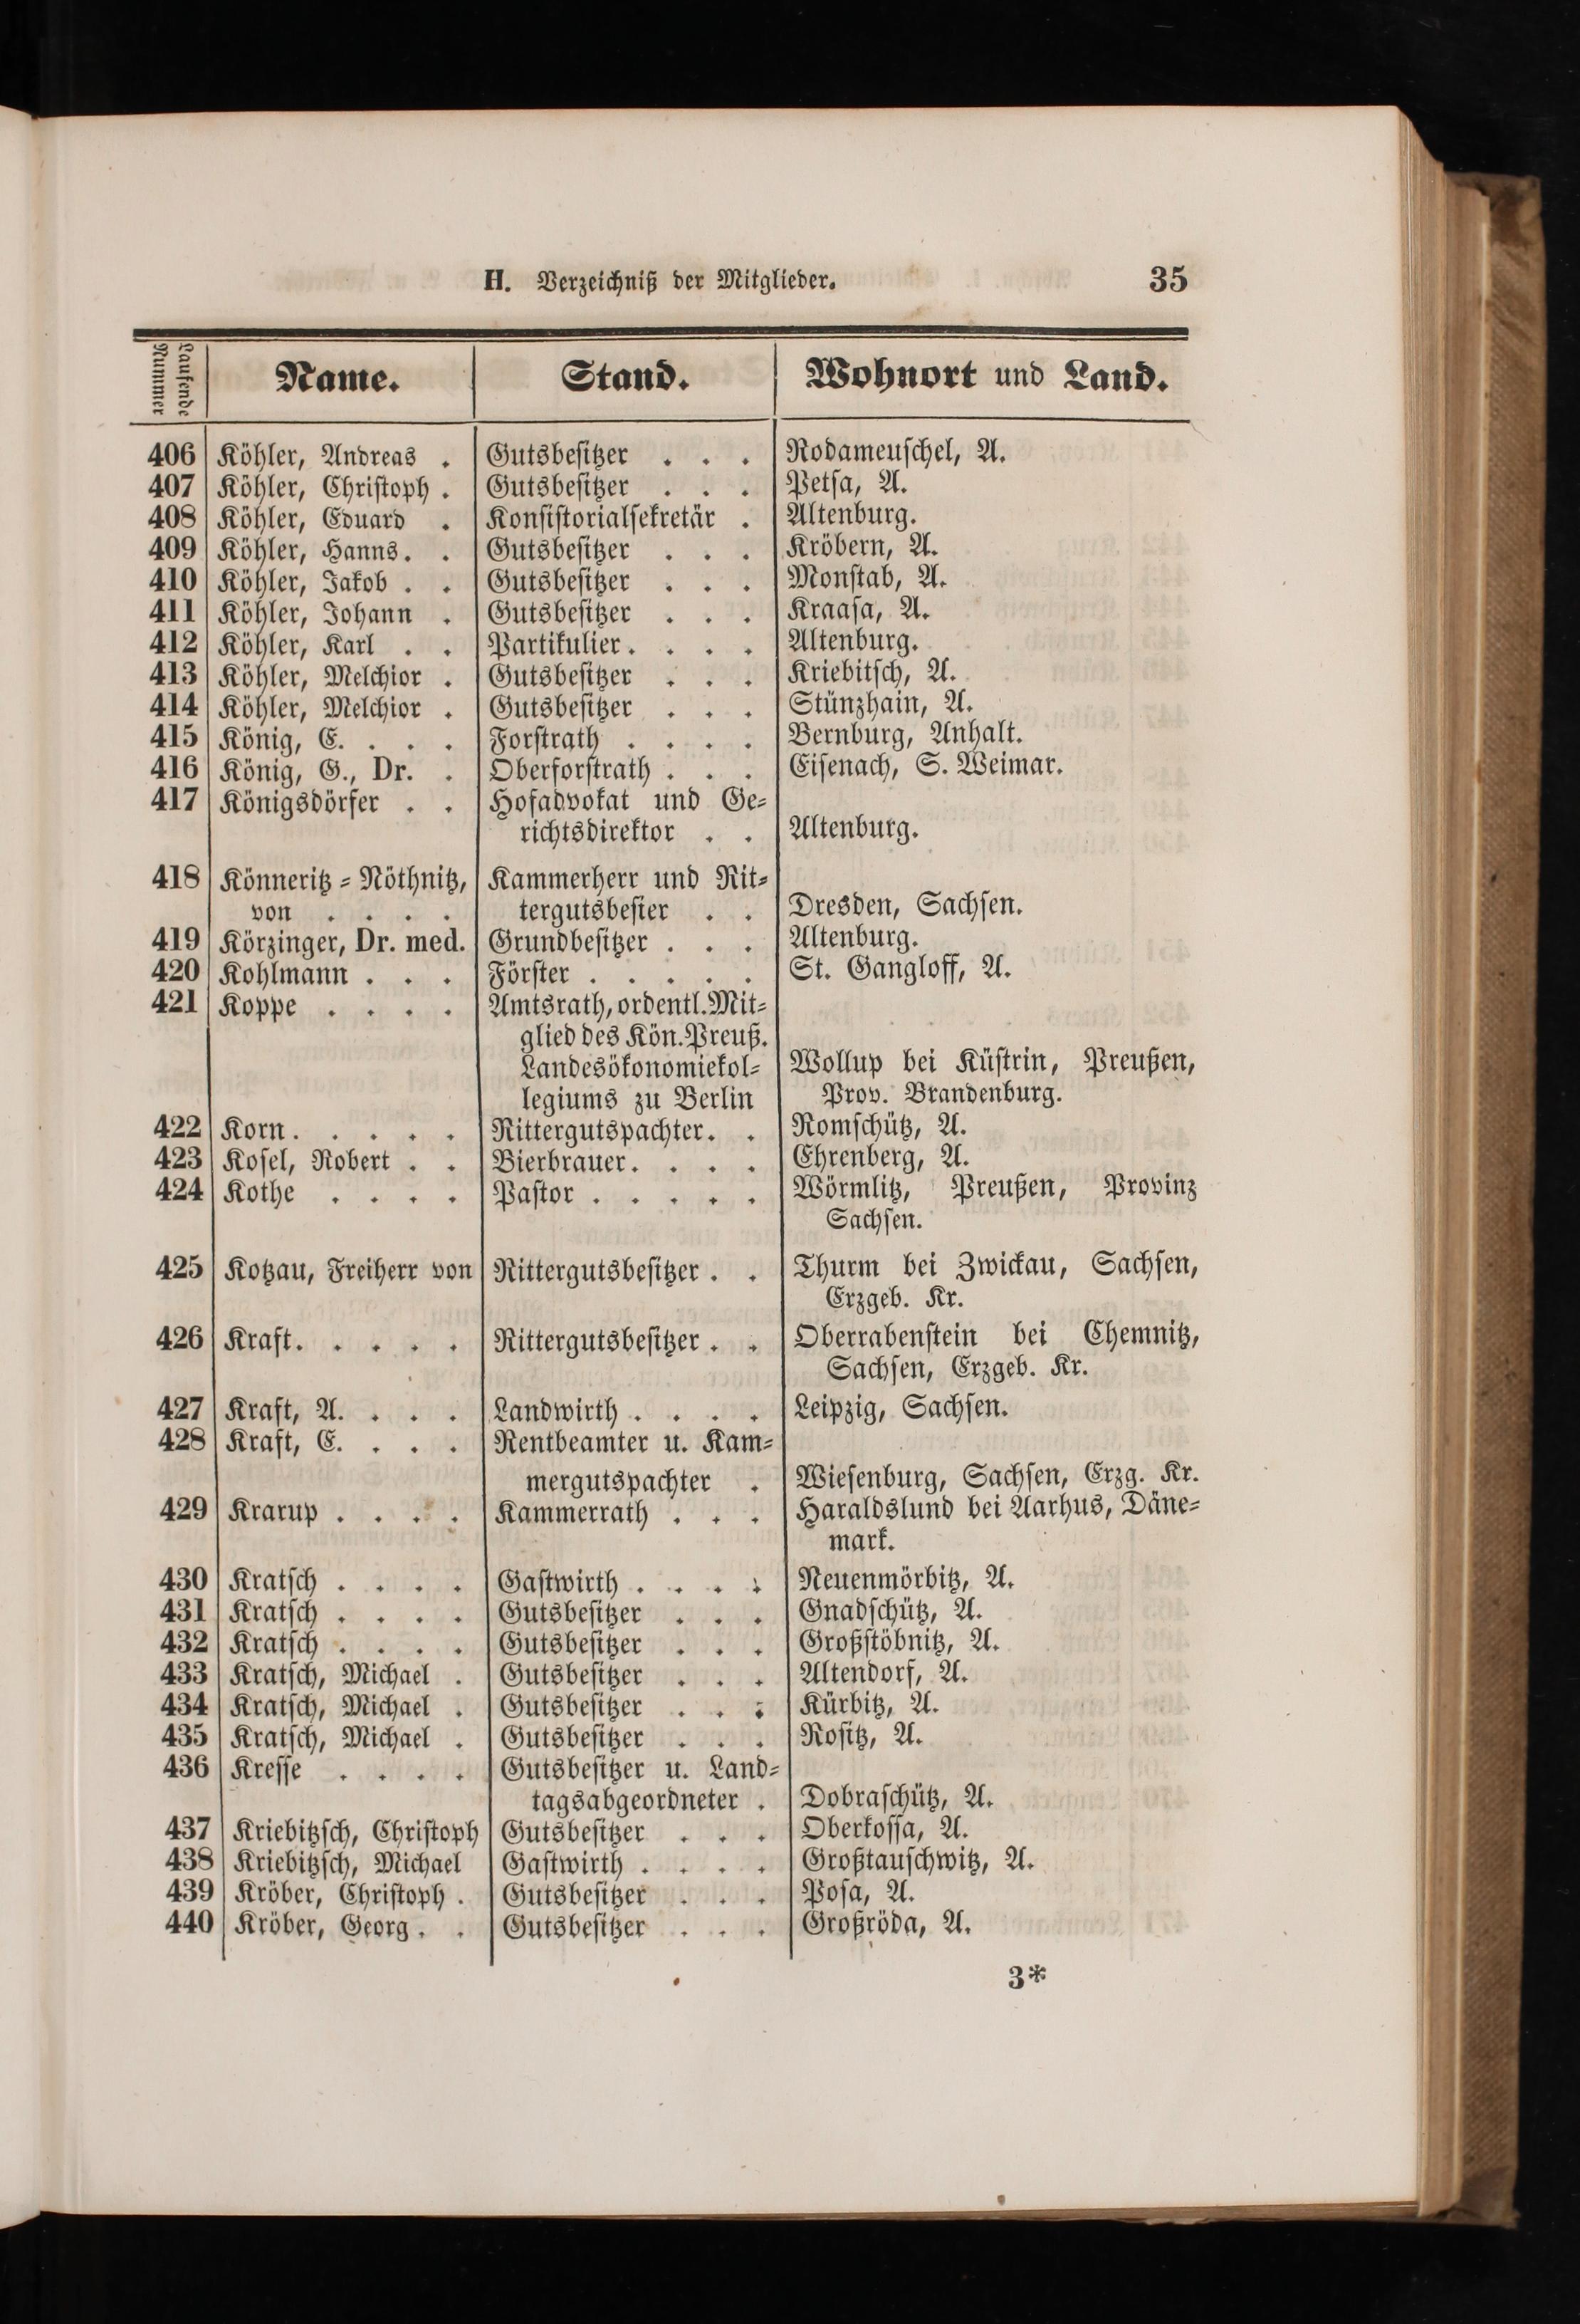 H. Verzeichniß der Mitglieder. 35
Laufende Nummer Name. Stand. Wohnort und Land.
406 Köhler, Andreas . Gutsbeſitzer . . . Rodameuſchel, A.
407 Köhler, Chriſtoph . Gutsbeſitzer . . . Petſa, A.
408 Köhler, Eduard . Konſiſtorialſekretär . Altenburg.
409 Köhler, Hanns. . Gutsbeſitzer . . . Kröbern, A.
410 Köhler, Jakob . . Gutsbeſitzer . . . Monſtab, A.
411 Köhler, Johann . Gutsbeſitzer . . . Kraaſa, A.
412 Köhler, Karl . . Partikulier. . . . Altenburg.
413 Köhler, Melchior . Gutsbeſitzer . . . Kriebitſch, A.
414 Köhler, Melchior . Gutsbeſitzer . . . Stünzhain, A.
415 König, E. . . . Forſtrath . . . . Bernburg, Anhalt.
416 König, G., Dr. . Oberforſtrath . . . Eiſenach, S. Weimar.
417 Königsdörfer . . Hofadvokat und Ge-
richtsdirektor . . Altenburg.
418 Könneritz-Nöthnitz, Kammerherr und Rit-
von . . . . tergutsbeſier . . Dresden, Sachſen.
419 Körzinger, Dr. med. Grundbeſitzer . . . Altenburg.
420 Kohlmann . . . Förſter . . . . . St. Gangloff, A.
421 Koppe . . . . Amtsrath, ordentl. Mit-
glied des Kön. Preuß.
Landesökonomiekol- Wollup bei Küſtrin, Preußen,
legiums zu Berlin Prov. Brandenburg.
422 Korn. . . . . Rittergutspachter. . Romſchütz, A.
423 Koſel, Robert . . Bierbrauer. . . . Ehrenberg, A.
424 Kothe . . . . Paſtor . . . . . Wörmlitz, Preußen, Provinz
Sachſen.
425 Kotzau, Freiherr von Rittergutsbeſitzer . . Thurm bei Zwickau, Sachſen,
Erzgeb. Kr.
426 Kraft. . . . . Rittergutsbeſitzer . . Oberrabenſtein bei Chemnitz,
Sachſen, Erzgeb. Kr.
427 Kraft, A. . . . Landwirth . . . . Leipzig, Sachſen.
428 Kraft, E. . . . Rentbeamter u. Kam-
mergutspachter . Wieſenburg, Sachſen, Erzg. Kr.
429 Krarup . . . . Kammerrath . . . Haraldslund bei Aarhus, Däne-
mark.
430 Kratſch . . . . Gaſtwirth . . . . Neuenmörbitz, A.
431 Kratſch . . . . Gutsbeſitzer . . . Gnadſchütz, A.
432 Kratſch . . . . Gutsbeſitzer . . . Großſtöbnitz, A.
433 Kratſch, Michael . Gutsbeſitzer . . . Altendorf, A.
434 Kratſch, Michael . Gutsbeſitzer . . . Kürbitz, A.
435 Kratſch, Michael . Gutsbeſitzer . . . Roſitz, A.
436 Kreſſe . . . . Gutsbeſitzer u. Land-
tagsabgeordneter . Dobraſchütz, A.
437 Kriebitzſch, Chriſtoph Gutsbeſitzer . . . Oberkoſſa, A.
438 Kriebitzſch, Michael Gaſtwirth . . . . Großtauſchwitz, A.
439 Kröber, Chriſtoph . Gutsbeſitzer . . . Poſa, A.
440 Kröber, Georg . . Gutsbeſitzer . . . Großröda, A.
3*